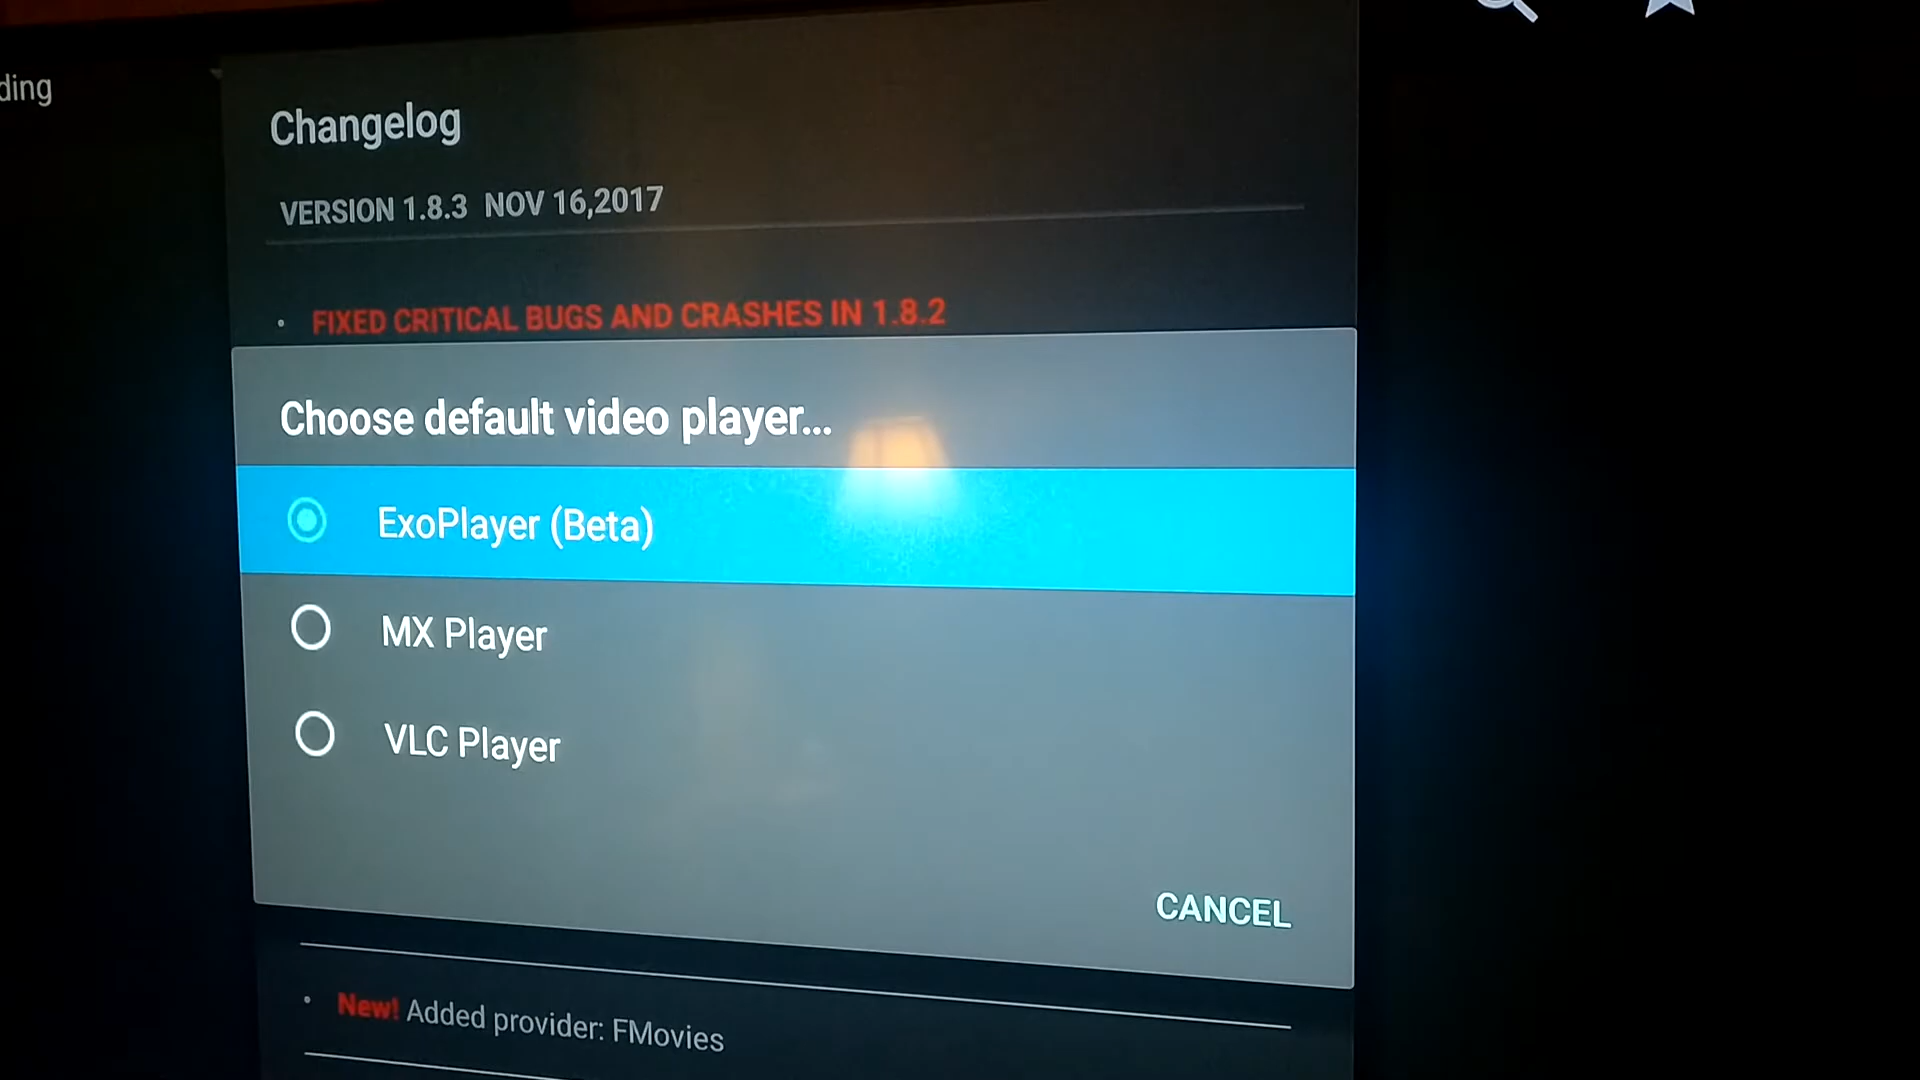 ding
Changelog
VERSION 1.8.3 NOV 16,2017
• FIXED CRITICAL BUGS AND CRASHES IN 1.8.2
Choose default video player...
ExoPlayer (Beta)
MX Player
VLC Player
CANCEL
• New! Added provider: FMovies